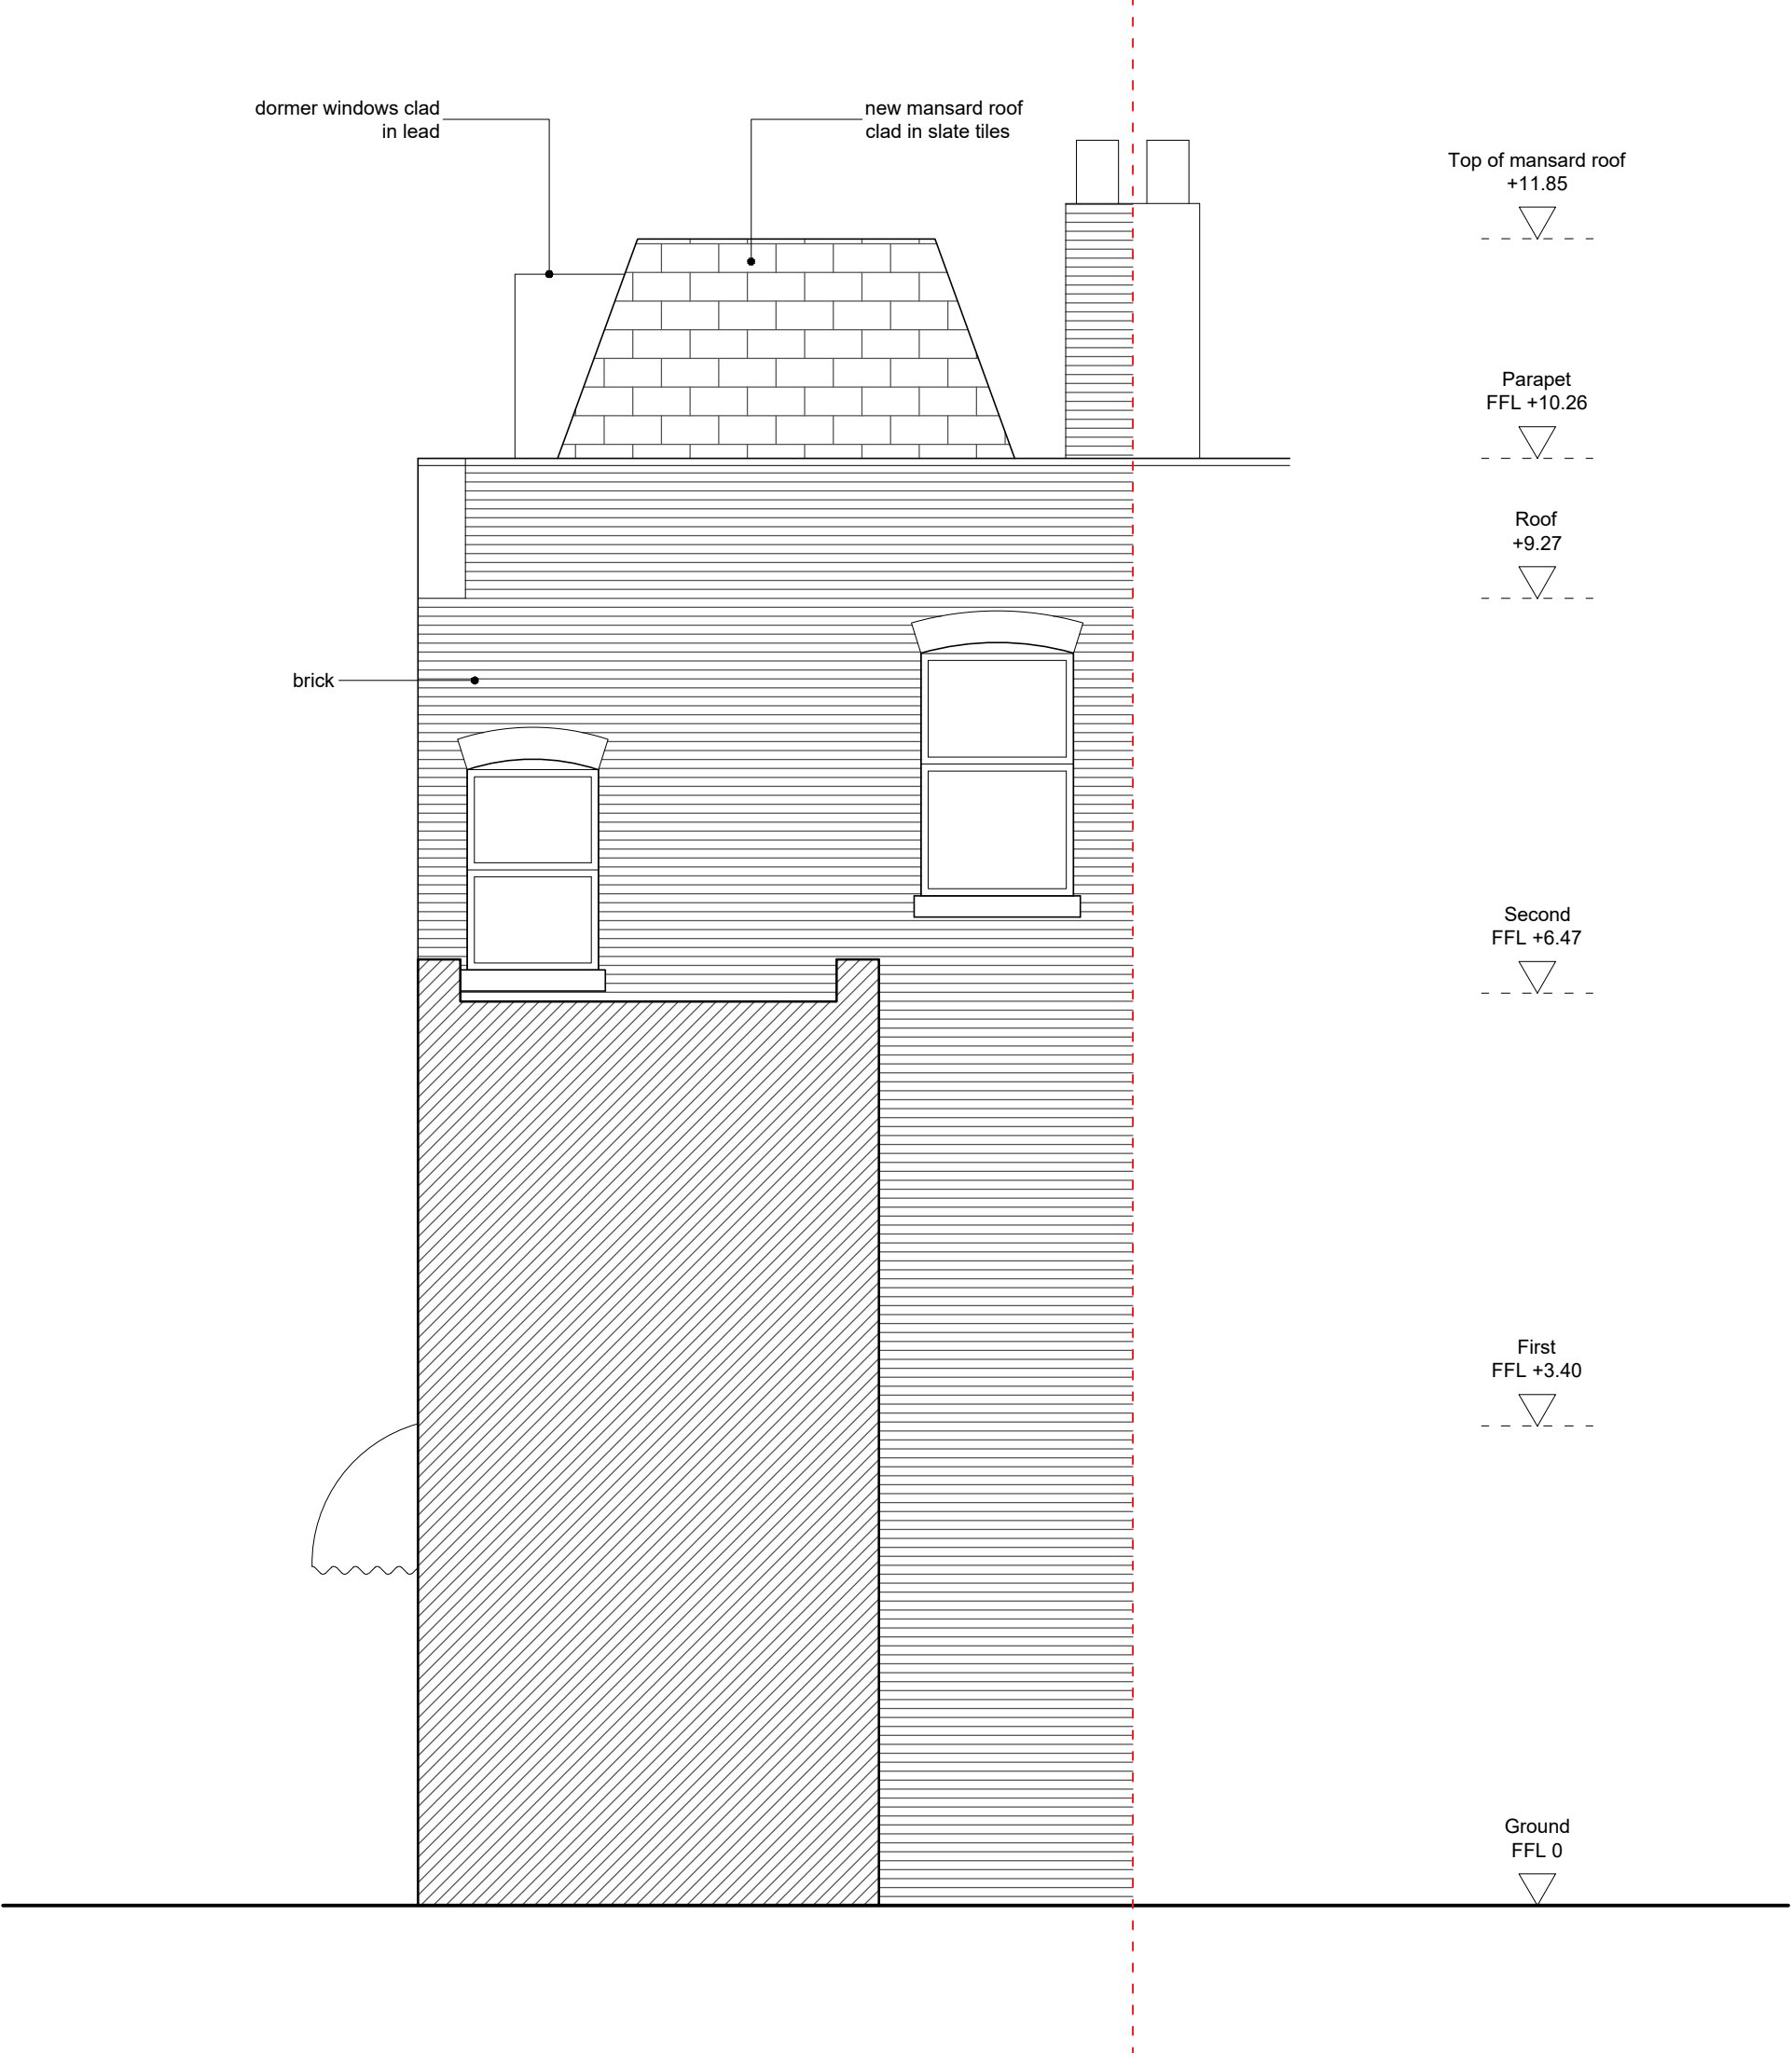 dormer windows clad
in lead
new mansard roof
clad in slate tiles
Top of mansard roof
+11.85
Parapet
FFL +10.26
Roof
+9.27
brick
Second
FFL +6.47
First
FFL +3.40
Ground
FFL 0